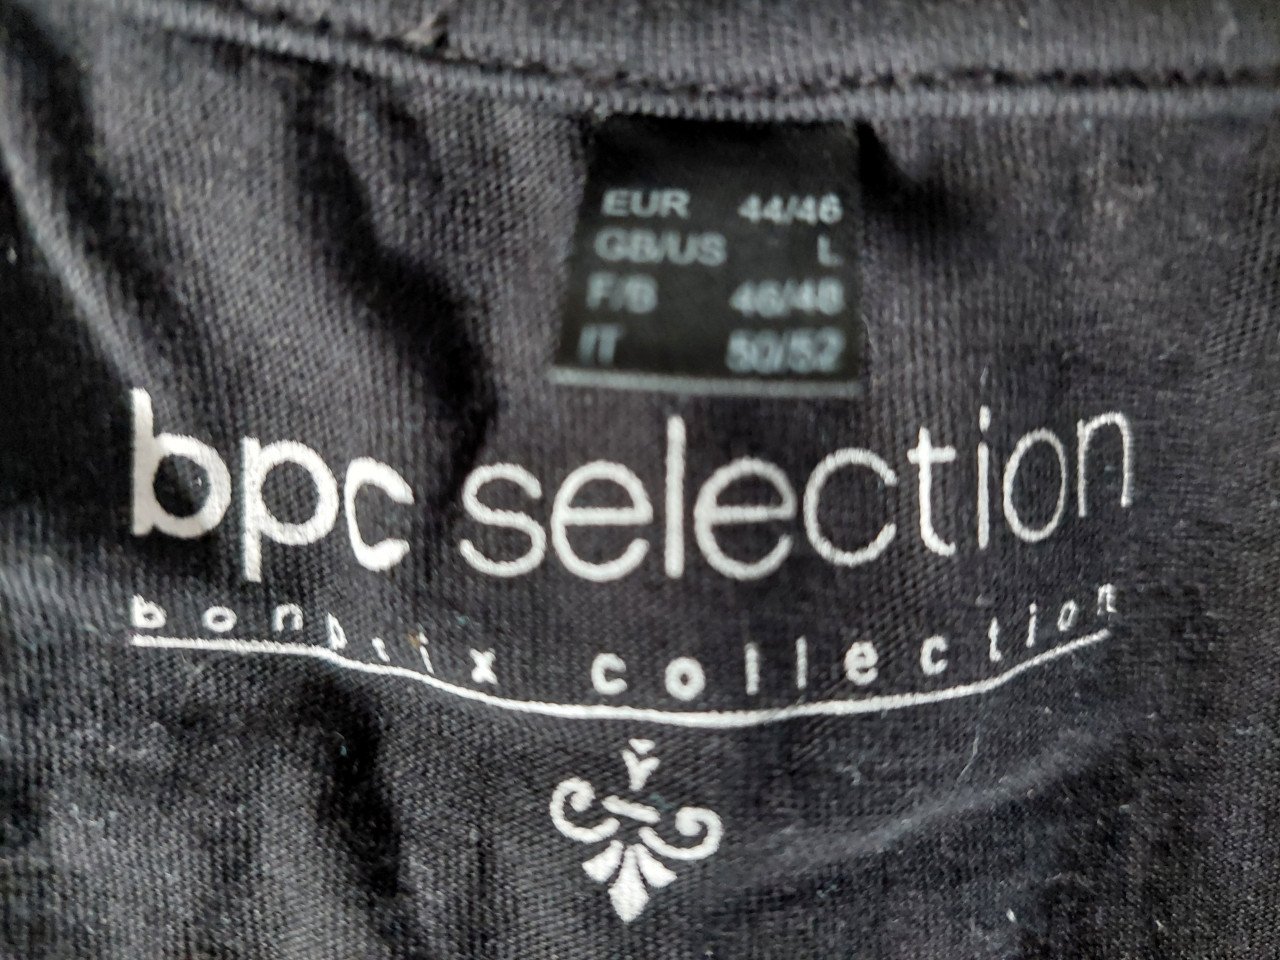 EUR 44/46
GB/US L
F/B 46/48
IT 50/52
bpc selection
bonprix collection